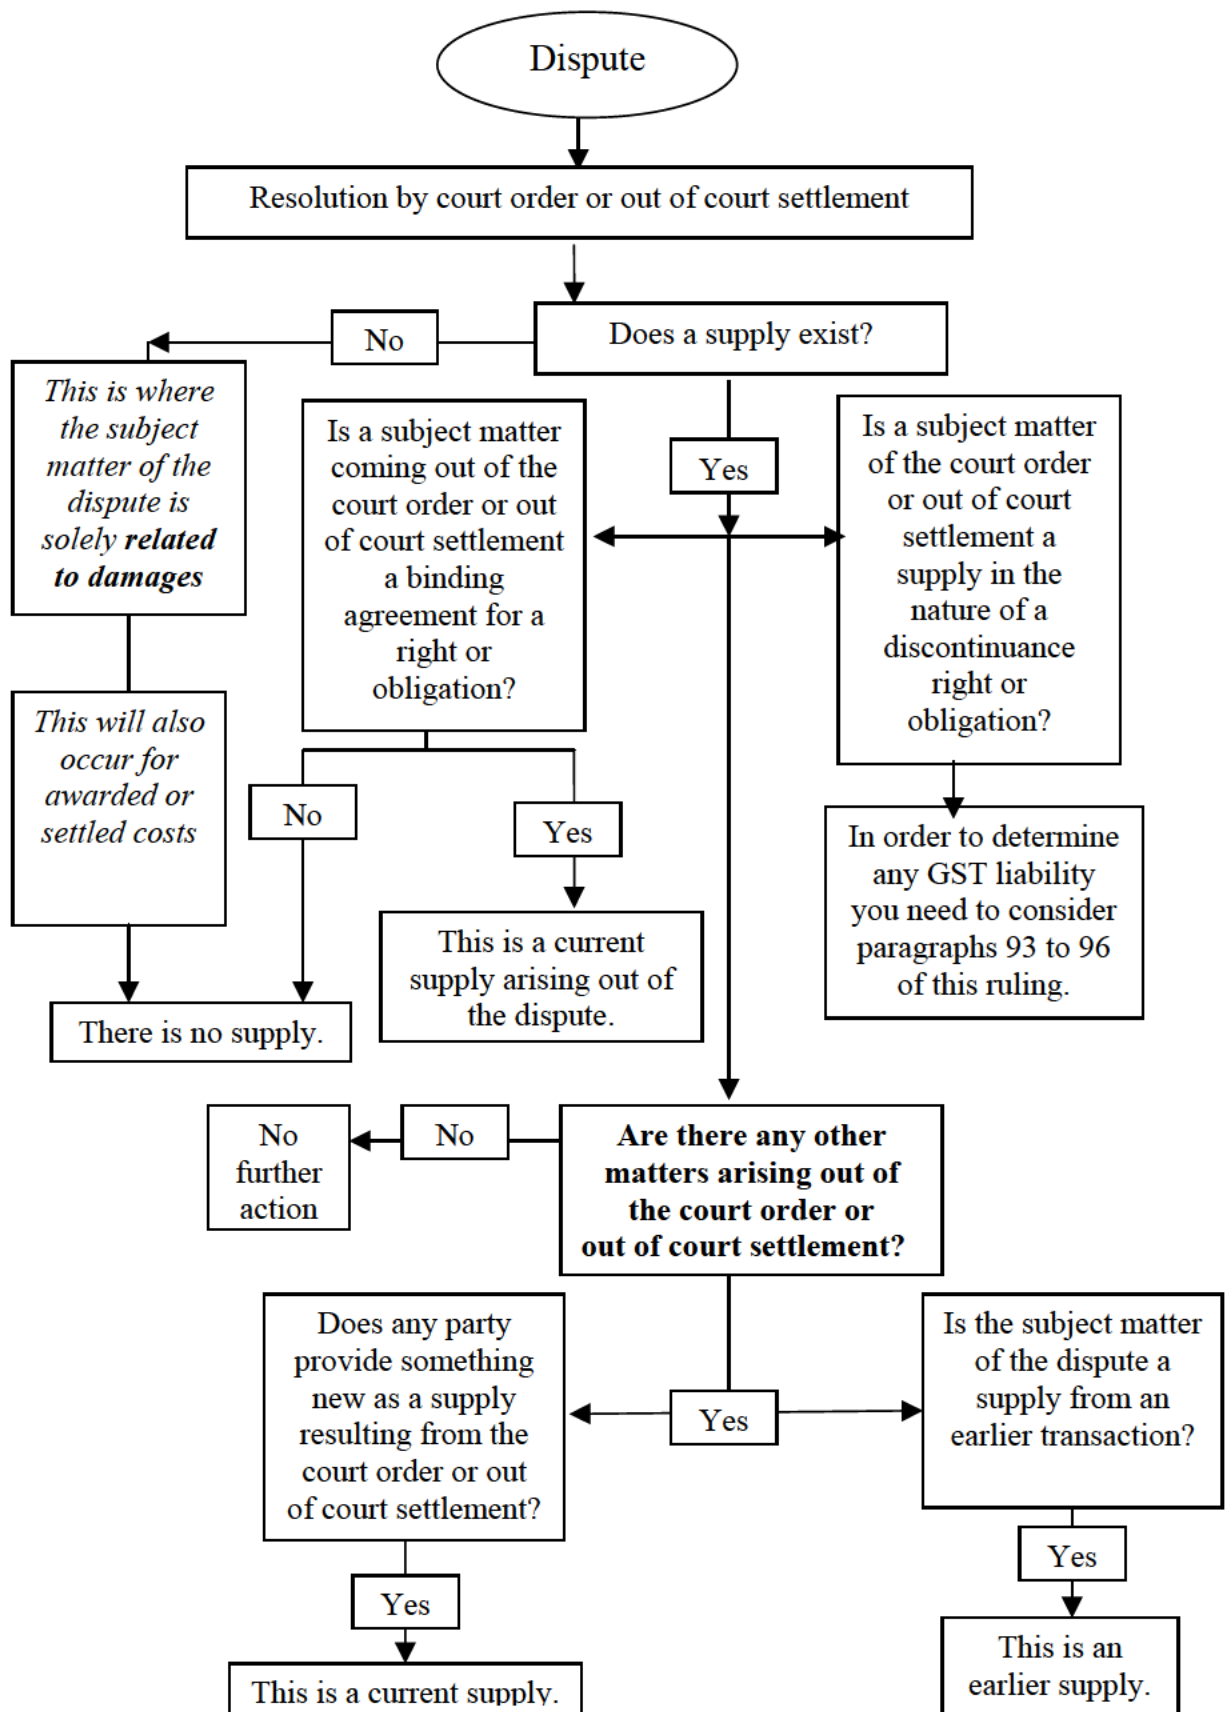 Dispute
Resolution by court order or out of court settlement
Does a supply exist?
No
This is where
the subject
matter of the
dispute is
solely related
to damages
This will also
occur for
awarded or
settled costs
Yes
Is a subject matter
coming out of the
court order or out
of court settlement
a binding
agreement for a
right or
obligation?
No
Yes
There is no supply.
This is a current
supply arising out of
the dispute.
Is a subject matter
of the court order
or out of court
settlement a
supply in the
nature of a
discontinuance
right or
obligation?
In order to determine
any GST liability
you need to consider
paragraphs 93 to 96
of this ruling.
Are there any other
matters arising out of
the court order or
out of court settlement?
No
No
further
action
Yes
Does any party
provide something
new as a supply
resulting from the
court order or out
of court settlement?
Yes
This is a current supply.
Is the subject matter
of the dispute a
supply from an
earlier transaction?
Yes
This is an
earlier supply.